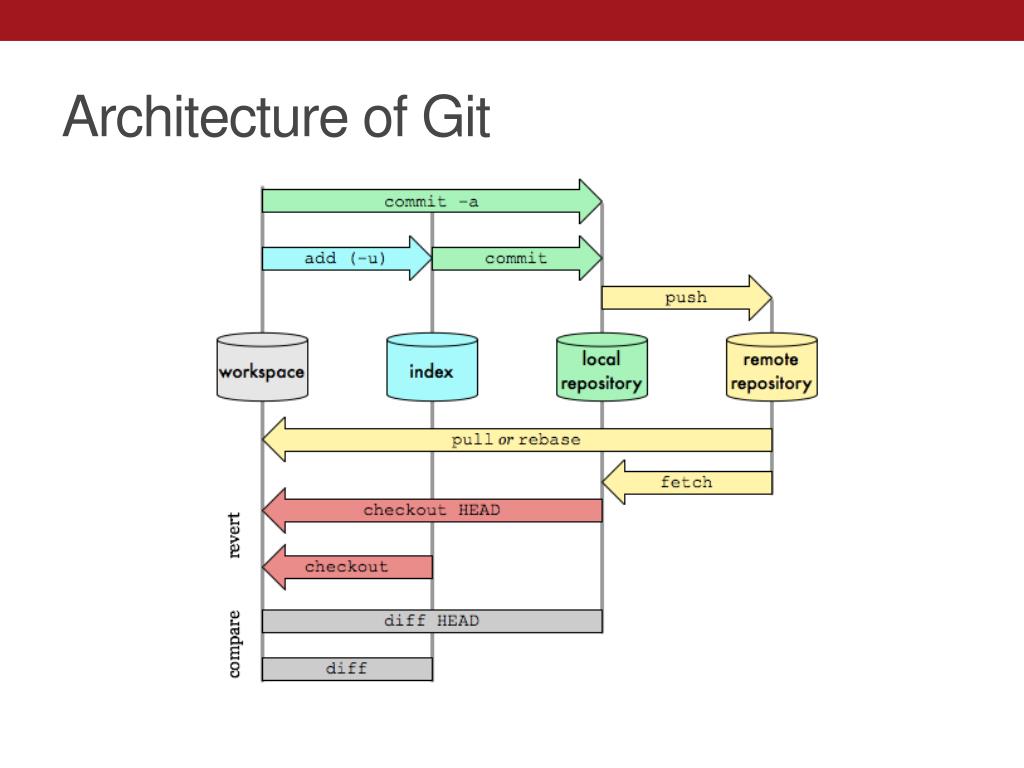 Architecture of Git
commit -a
add (-u)
commit
push
workspace
index
local
repository
remote
repository
pull or rebase
fetch
revert
checkout HEAD
checkout
compare
diff HEAD
diff